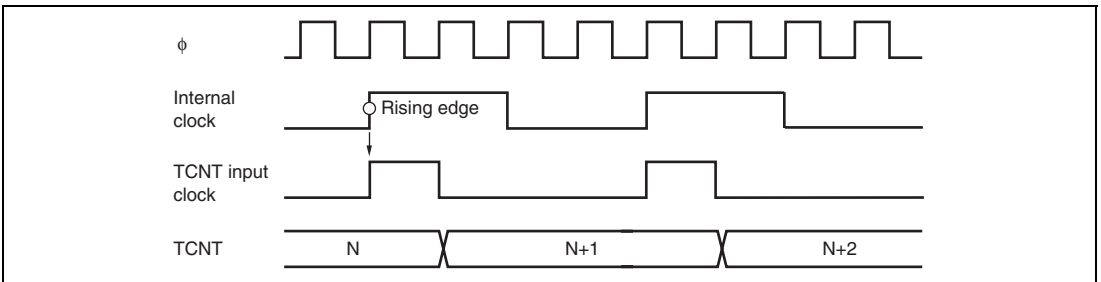 ϕ
Internal
clock
Rising edge
TCNT input
clock
TCNT
N
N+1
N+2